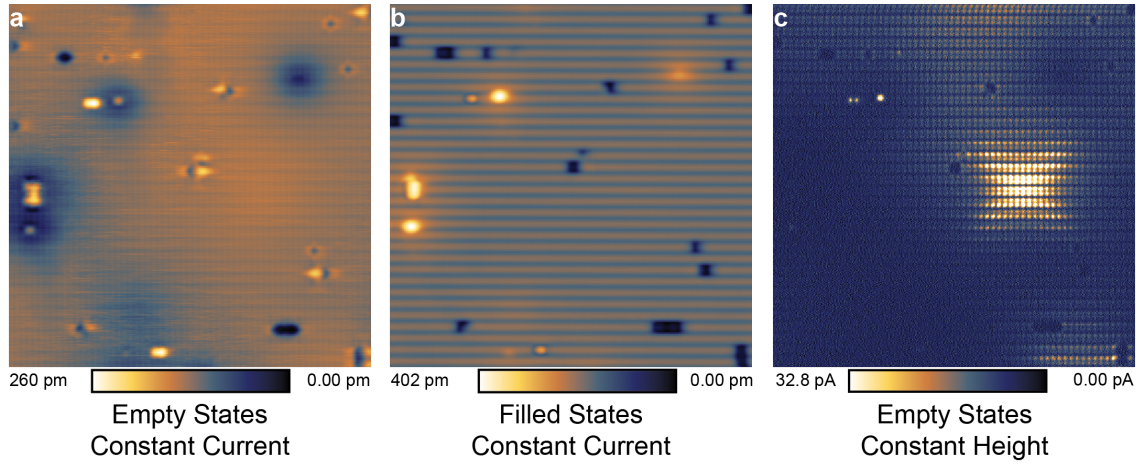 a
b
c
260 pm
0.00 pm
402 pm
0.00 pm
32.8 pA
0.00 pA
Empty States
Constant Current
Filled States
Constant Current
Empty States
Constant Height